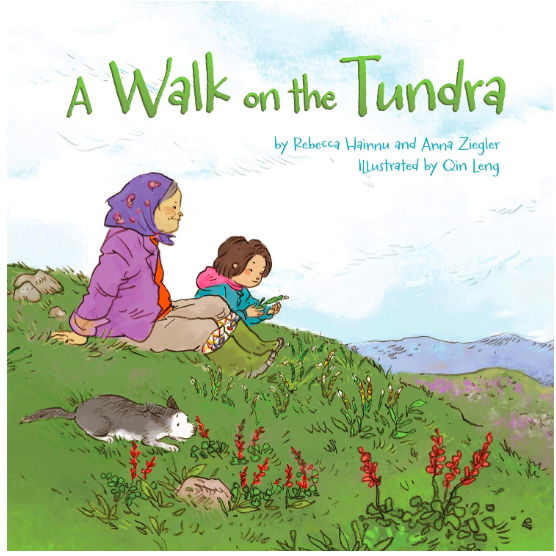 A Walk on the Tundra
by Rebecca Hainnu and Anna Ziegler
Illustrated by Qin Leng